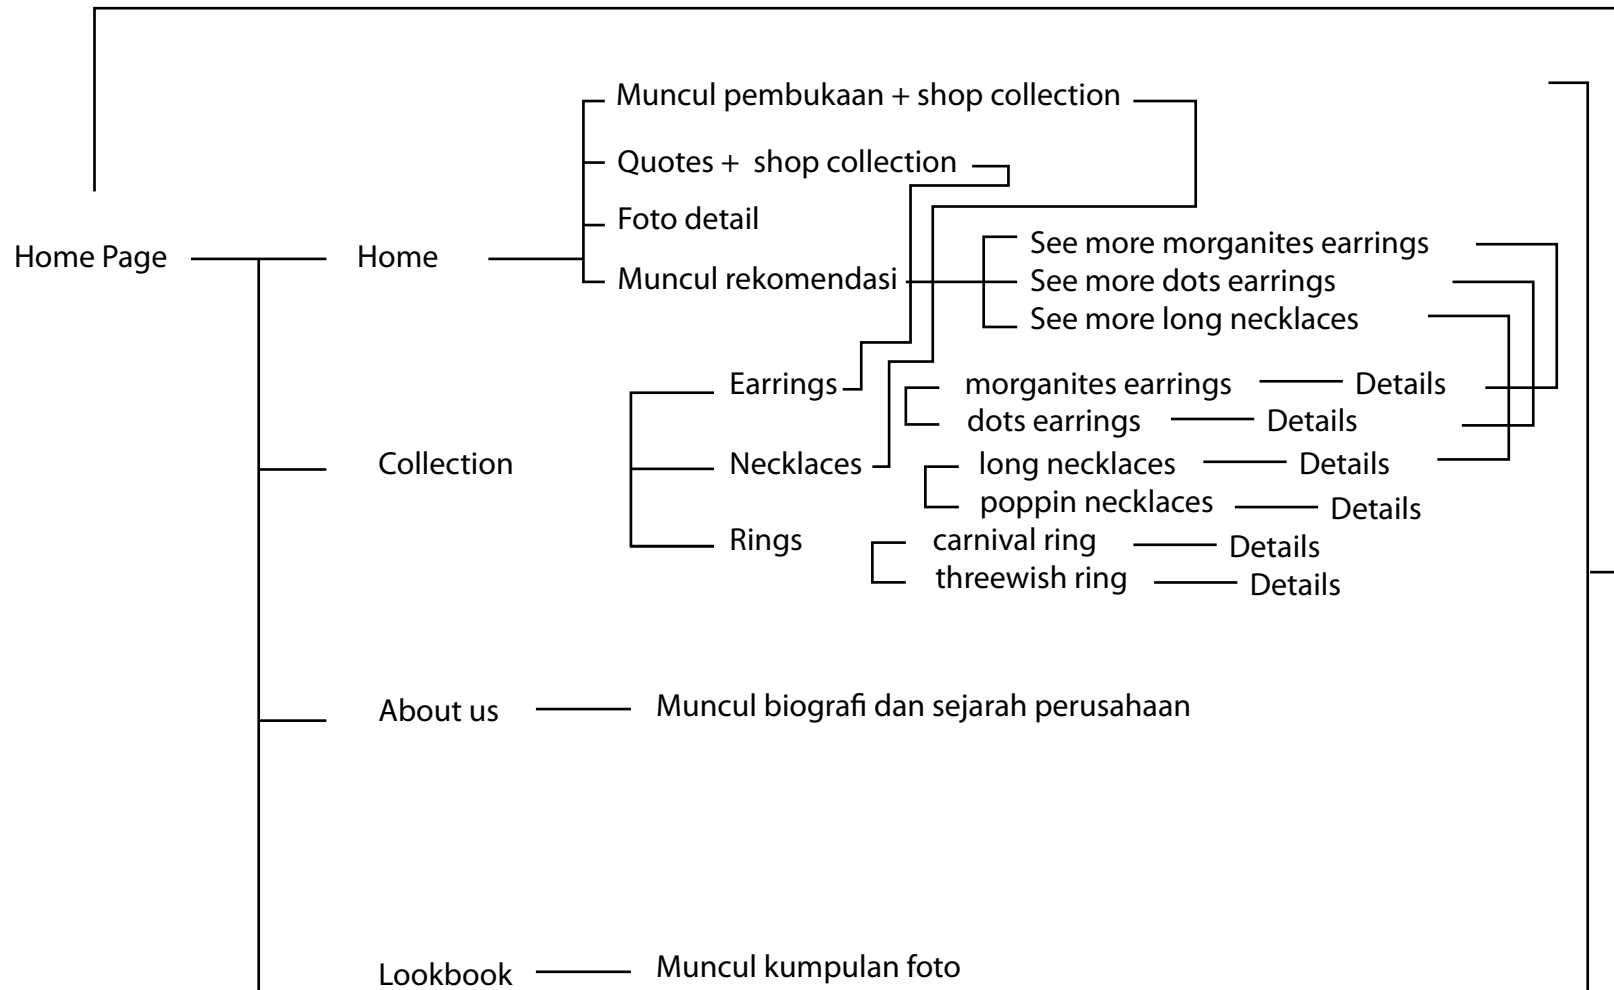 Home Page
Home
Muncul pembukaan + shop collection
Quotes + shop collection
Foto detail
Muncul rekomendasi
See more morganites earrings
See more dots earrings
See more long necklaces
Collection
Earrings
morganites earrings
Details
dots earrings
Details
Necklaces
long necklaces
Details
poppin necklaces
Details
Rings
carnival ring
Details
threewish ring
Details
About us
Muncul biografi dan sejarah perusahaan
Lookbook
Muncul kumpulan foto